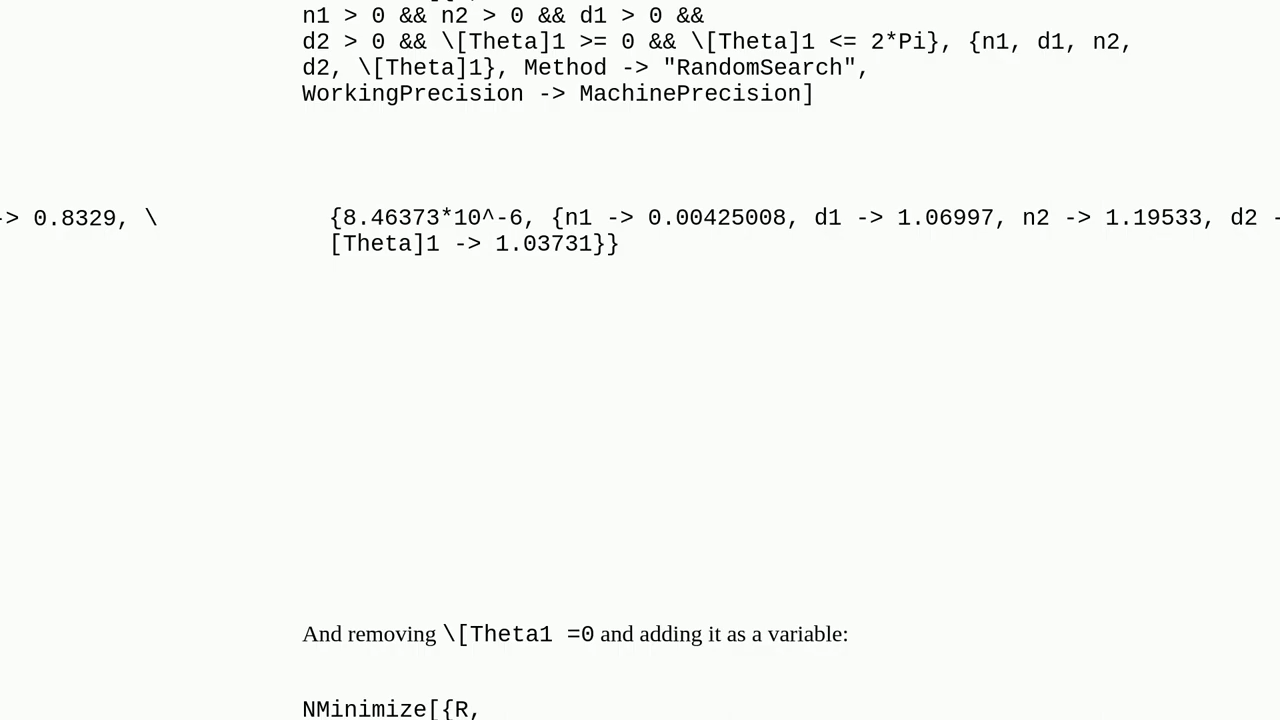 n1 > 0 && n2 > 0 && d1 > 0 &&
d2 > 0 && \[Theta]1 >= 0 && \[Theta]1 <= 2*Pi}, {n1, d1, n2,
d2, \[Theta]1}, Method -> "RandomSearch",
WorkingPrecision -> MachinePrecision]
-> 0.8329, \
{8.46373*10^-6, {n1 -> 0.00425008, d1 -> 1.06997, n2 -> 1.19533, d2 -
[Theta]1 -> 1.03731}}
And removing \[Theta1 =0 and adding it as a variable:
NMinimize[{R,